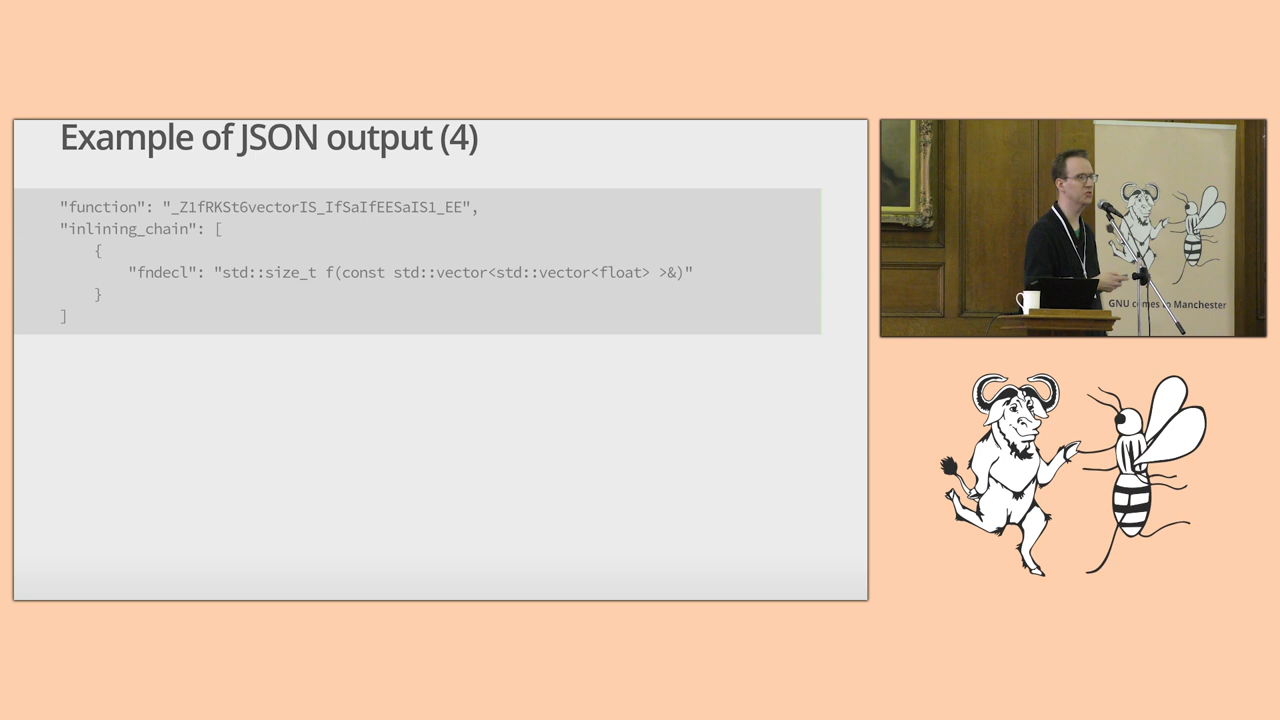 Example of JSON output (4)
"function": "_Z1fRKSt6vectorIS_IfSaIfEESaIS1_EE",
"inlining_chain": [
{
"fndecl": "std::size_t f(const std::vector<std::vector<float> >&)"
}
]
GNU comes to Manchester